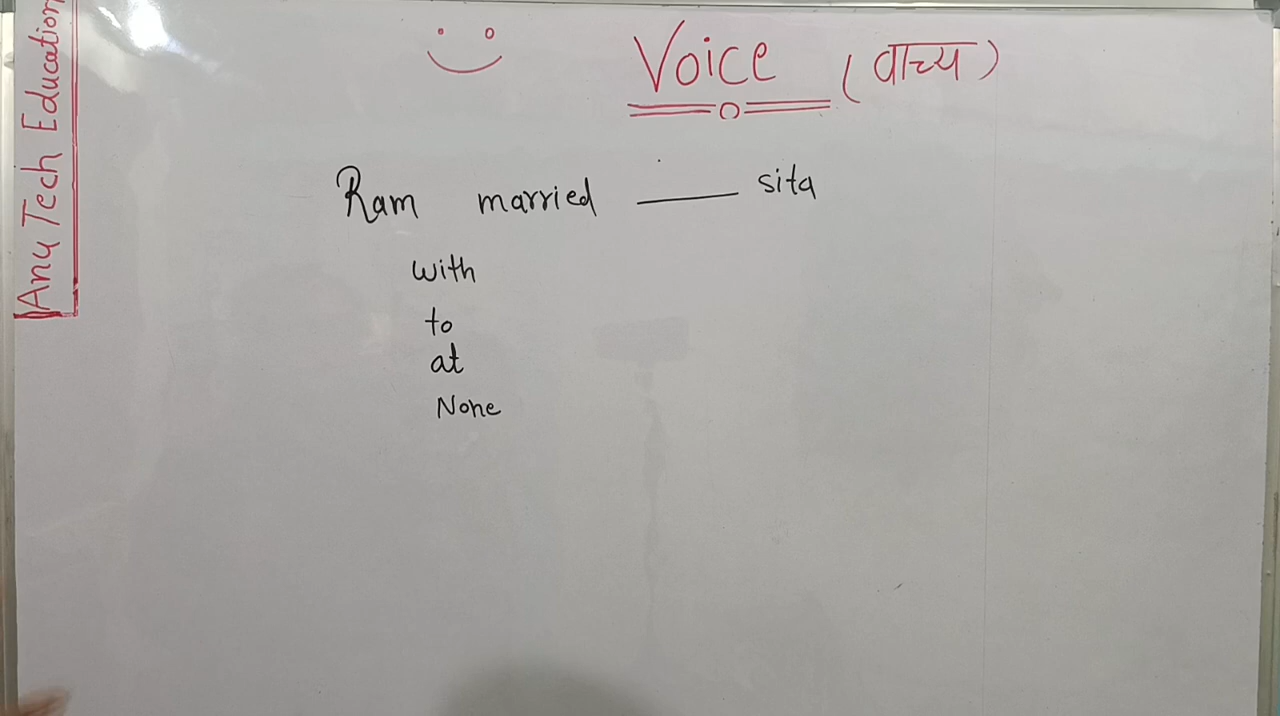 Anu Tech Education
Voice (वाच्य)
Ram married ____ sita
with
to
at
None